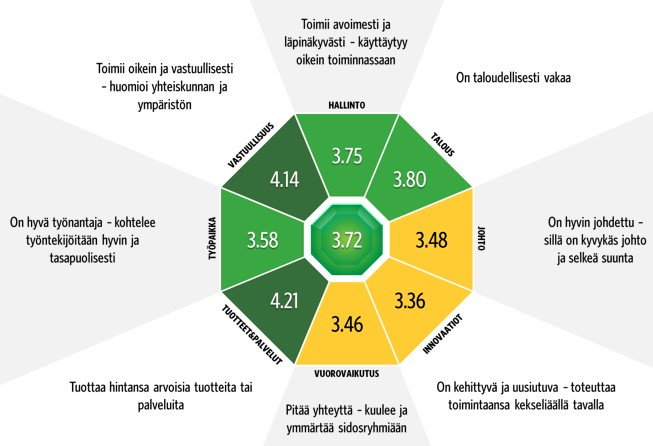 Toimii avoimesti ja
läpinäkyvästi – käyttäytyy
oikein toiminnassaan
Toimii oikein ja vastuullisesti
– huomioi yhteiskunnan ja
ympäristön
On taloudellisesti vakaa
HALLINTO
VASTUULLISUUS
TALOUS
3.75
4.14
3.80
On hyvä työnantaja – kohtelee
työntekijöitään hyvin ja
tasapuolisesti
TYÖPAIKKA
3.58
3.72
3.48
JOHTO
On hyvin johdettu –
sillä on kyvykäs johto
ja selkeä suunta
4.21
3.46
3.36
TUOTTEET&PALVELUT
VUOROVAIKUTUS
INNOVAATIOT
Tuottaa hintansa arvoisia tuotteita tai
palveluita
Pitää yhteyttä – kuulee ja
ymmärtää sidosryhmiään
On kehittyvä ja uusiutuva – toteuttaa
toimintaansa kekseliäällä tavalla